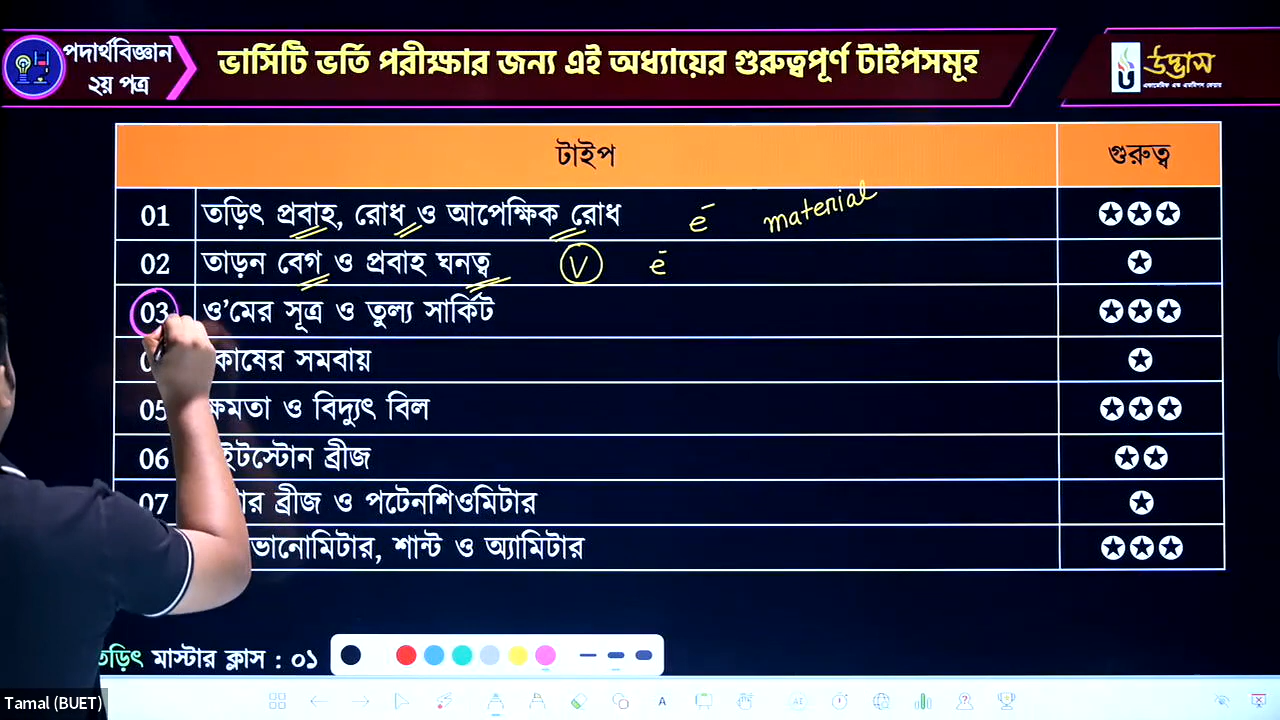 পদার্থবিজ্ঞান
২য় পত্র
ভার্সিটি ভর্তি পরীক্ষার জন্য এই অধ্যায়ের গুরুত্বপূর্ণ টাইপসমূহ
উদ্ভাস
টাইপ গুরুত্ব
01 তড়িৎ প্রবাহ, রোধ ও আপেক্ষিক রোধ e⁻ material ✪✪✪
02 তাড়ন বেগ ও প্রবাহ ঘনত্ব V e⁻ ✪
03 ও’মের সূত্র ও তুল্য সার্কিট ✪✪✪
সমবায় ✪
05 ক্ষমতা ও বিদ্যুৎ বিল ✪✪✪
06 ব্রীজ ✪✪
07 ব্রীজ ও পটেনশিওমিটার ✪
শান্ট ও অ্যামিটার ✪✪✪
তড়িৎ মাস্টার ক্লাস : ০১
Tamal (BUET)